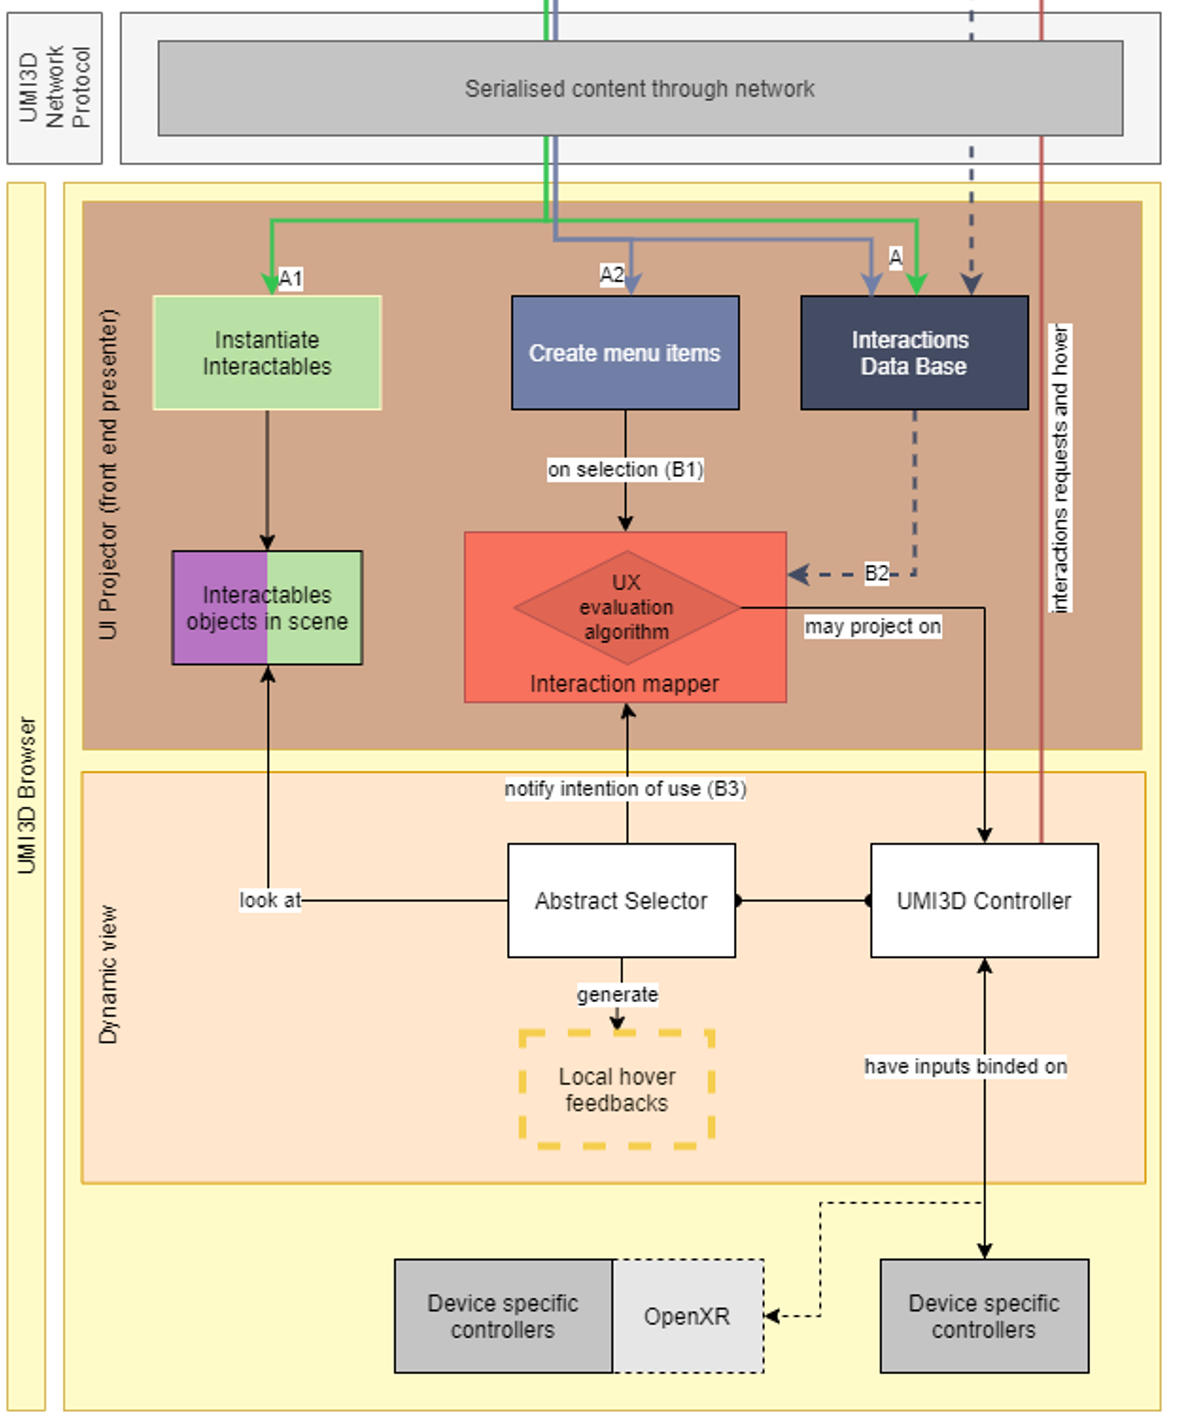 UMI3D
Network
Protocol
Serialised content through network
UMI3D Browser
UI Projector (front end presenter)
A1
A2
A
Instantiate
Interactables
Create menu items
Interactions
Data Base
interactions requests and hover
on selection (B1)
B2
Interactables
objects in scene
UX
evaluation
algorithm
Interaction mapper
may project on
Dynamic view
notify intention of use (B3)
look at
Abstract Selector
UMI3D Controller
generate
Local hover
feedbacks
have inputs binded on
Device specific
controllers
OpenXR
Device specific
controllers